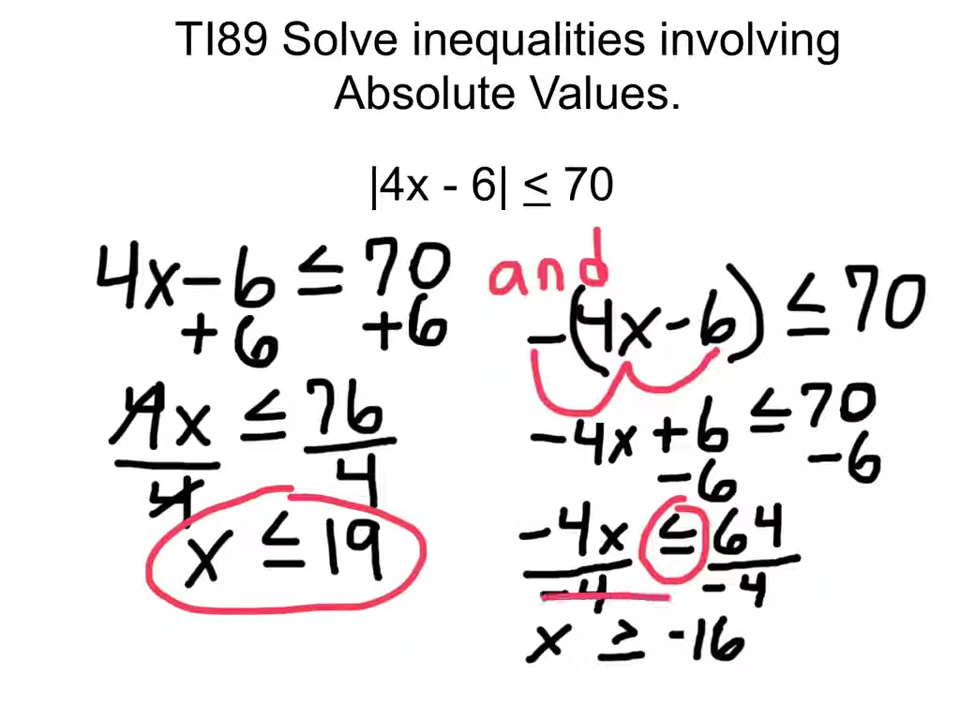 TI89 Solve inequalities involving
Absolute Values.
|4x - 6| ≤ 70
4x - 6 ≤ 70
+6 +6
4x ≤ 76
4 4
x ≤ 19
and
-(4x - 6) ≤ 70
-4x + 6 ≤ 70
-6 -6
-4x ≤ 64
-4 -4
x ≥ -16